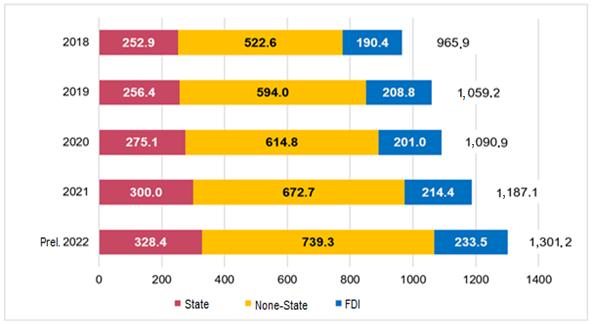 2018 252.9 522.6 190.4 965.9
2019 256.4 594.0 208.8 1,059.2
2020 275.1 614.8 201.0 1,090.9
2021 300.0 672.7 214.4 1,187.1
Prel. 2022 328.4 739.3 233.5 1,301.2
0 200 400 600 800 1000 1200 1400
State None-State FDI